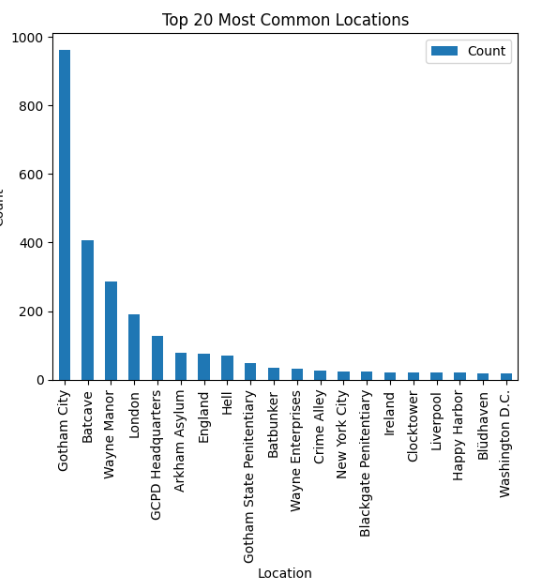 Top 20 Most Common Locations
Count
1000
800
600
400
200
0
Count
Gotham City
Batcave
Wayne Manor
London
GCPD Headquarters
Arkham Asylum
England
Hell
Gotham State Penitentiary
Batbunker
Wayne Enterprises
Crime Alley
New York City
Blackgate Penitentiary
Ireland
Clocktower
Liverpool
Happy Harbor
Blüdhaven
Washington D.C.
Location